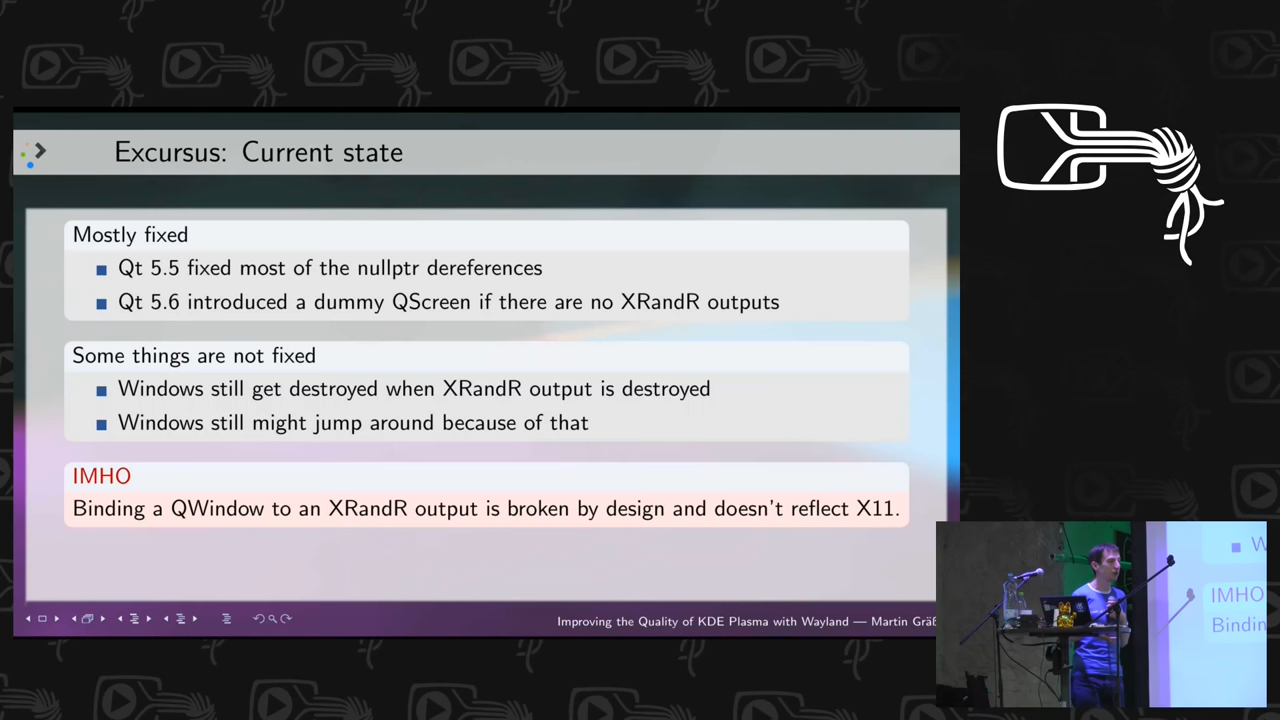 Excursus: Current state
Mostly fixed
Qt 5.5 fixed most of the nullptr dereferences
Qt 5.6 introduced a dummy QScreen if there are no XRandR outputs
Some things are not fixed
Windows still get destroyed when XRandR output is destroyed
Windows still might jump around because of that
IMHO
Binding a QWindow to an XRandR output is broken by design and doesn't reflect X11.
Improving the Quality of KDE Plasma with Wayland — Martin
W
IMHO